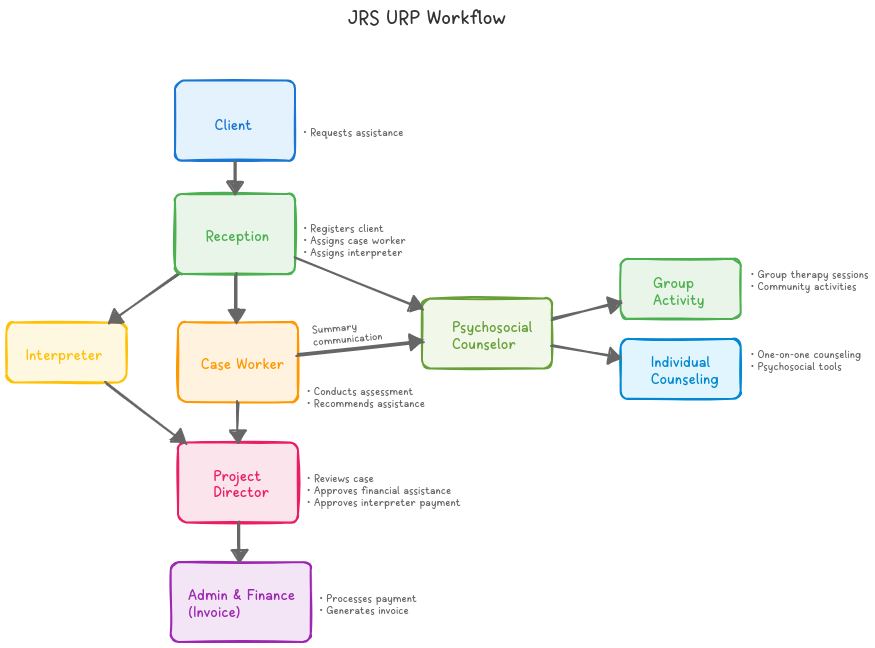 JRS URP Workflow
Client
• Requests assistance
Reception
• Registers client
• Assigns case worker
• Assigns interpreter
Interpreter
Case Worker
Summary
communication
• Conducts assessment
• Recommends assistance
Psychosocial
Counselor
Group
Activity
• Group therapy sessions
• Community activities
Individual
Counseling
• One-on-one counseling
• Psychosocial tools
Project
Director
• Reviews case
• Approves financial assistance
• Approves interpreter payment
Admin & Finance
(Invoice)
• Processes payment
• Generates invoice